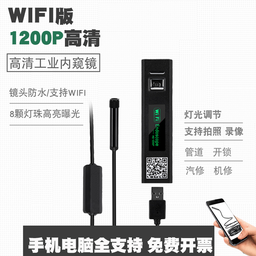 WIFI版
1200P高清
高清工业内窥镜
镜头防水/支持WIFI
8颗灯珠高亮曝光
WiFi Endoscope
灯光调节
支持拍照 录像
管道 开锁
汽修 机修
手机电脑全支持 免费开票